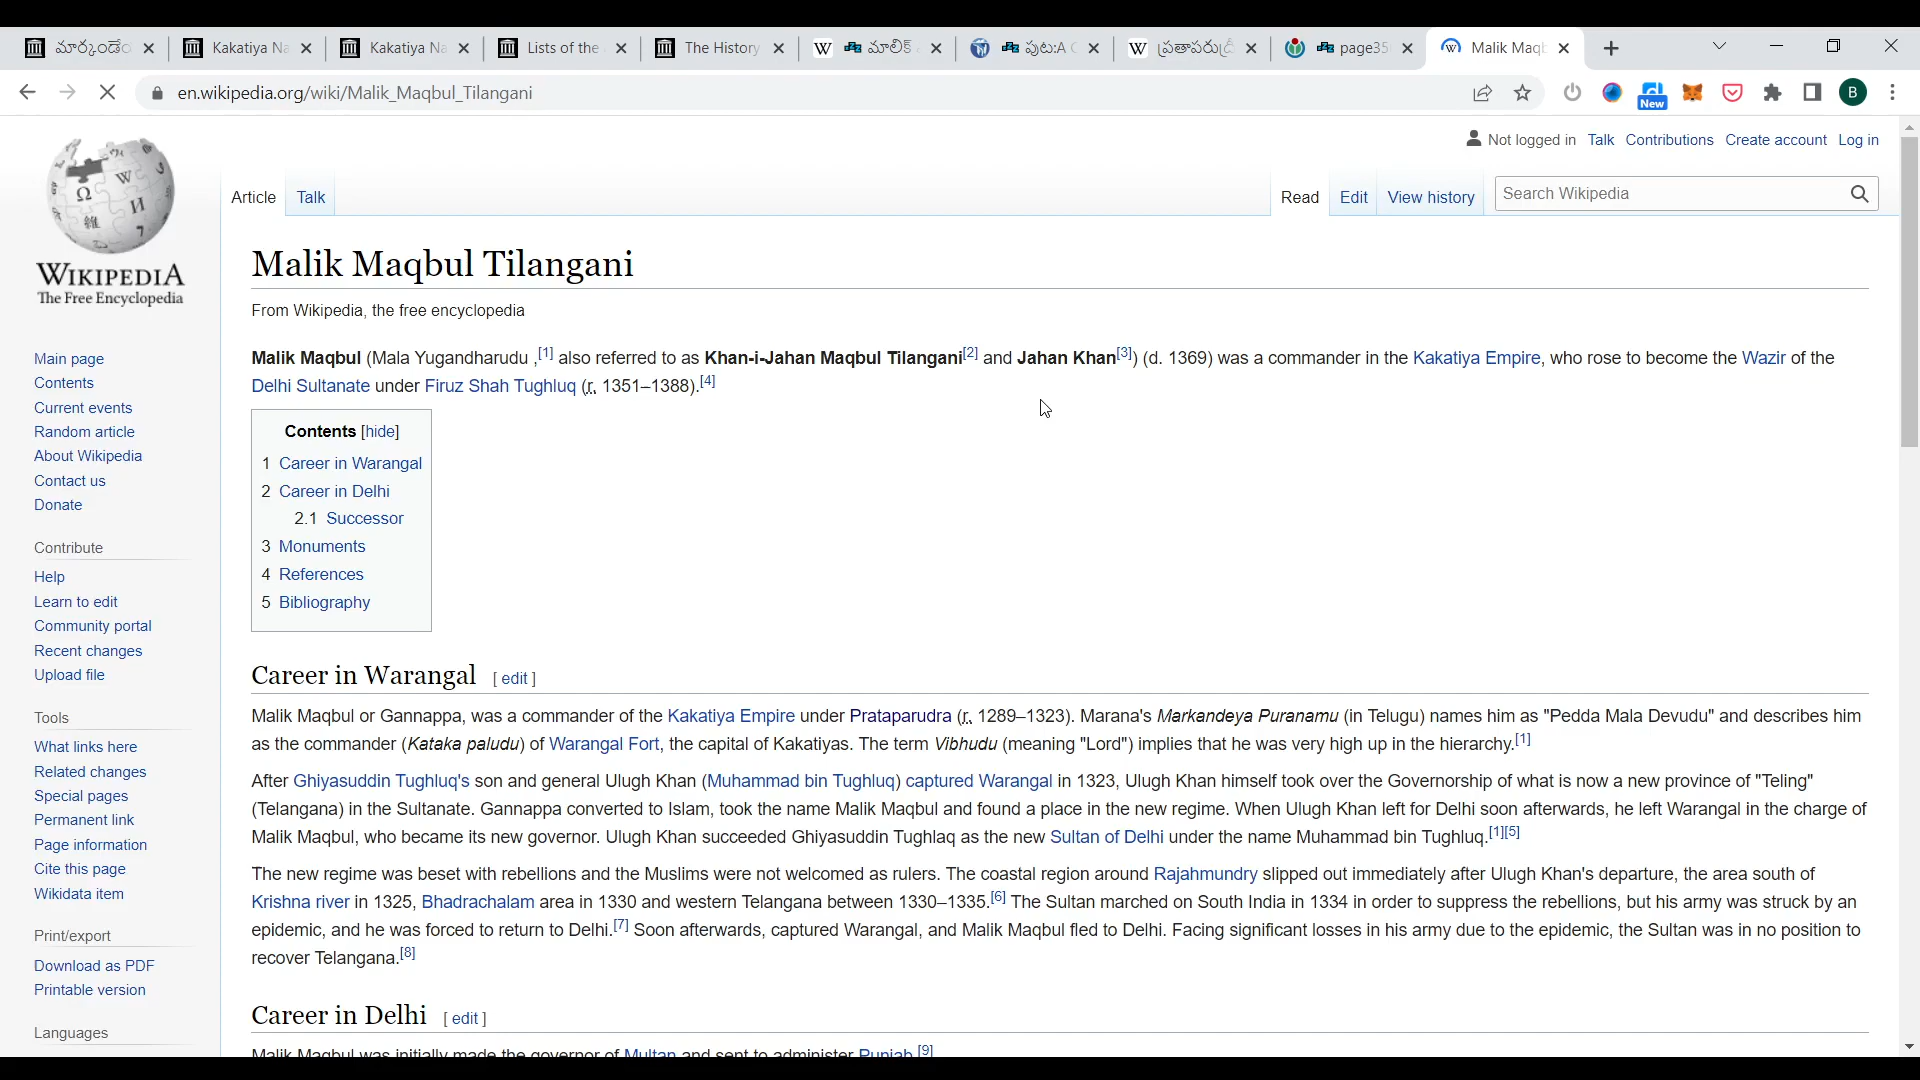 మార్కండే
Kakatiya Na
Kakatiya Na
Lists of the
The History
మాలిక్
పుట:A
ప్రతాపరుద్ర
page35
Malik Maqb
en.wikipedia.org/wiki/Malik_Maqbul_Tilangani
New
B
Not logged in Talk Contributions Create account Log in
Article Talk Read Edit View history Search Wikipedia
WIKIPEDIA
The Free Encyclopedia
Main page
Contents
Current events
Random article
About Wikipedia
Contact us
Donate
Contribute
Help
Learn to edit
Community portal
Recent changes
Upload file
Tools
What links here
Related changes
Special pages
Permanent link
Page information
Cite this page
Wikidata item
Print/export
Download as PDF
Printable version
Languages
Malik Maqbul Tilangani
From Wikipedia, the free encyclopedia
Malik Maqbul (Mala Yugandharudu ,[1] also referred to as Khan-i-Jahan Maqbul Tilangani[2] and Jahan Khan[3]) (d. 1369) was a commander in the Kakatiya Empire, who rose to become the Wazir of the
Delhi Sultanate under Firuz Shah Tughluq (r. 1351–1388).[4]
Contents [hide]
1 Career in Warangal
2 Career in Delhi
2.1 Successor
3 Monuments
4 References
5 Bibliography
Career in Warangal [ edit ]
Malik Maqbul or Gannappa, was a commander of the Kakatiya Empire under Prataparudra (r. 1289–1323). Marana's Markandeya Puranamu (in Telugu) names him as "Pedda Mala Devudu" and describes him
as the commander (Kataka paludu) of Warangal Fort, the capital of Kakatiyas. The term Vibhudu (meaning "Lord") implies that he was very high up in the hierarchy.[1]
After Ghiyasuddin Tughluq's son and general Ulugh Khan (Muhammad bin Tughluq) captured Warangal in 1323, Ulugh Khan himself took over the Governorship of what is now a new province of "Teling"
(Telangana) in the Sultanate. Gannappa converted to Islam, took the name Malik Maqbul and found a place in the new regime. When Ulugh Khan left for Delhi soon afterwards, he left Warangal in the charge of
Malik Maqbul, who became its new governor. Ulugh Khan succeeded Ghiyasuddin Tughlaq as the new Sultan of Delhi under the name Muhammad bin Tughluq.[1][5]
The new regime was beset with rebellions and the Muslims were not welcomed as rulers. The coastal region around Rajahmundry slipped out immediately after Ulugh Khan's departure, the area south of
Krishna river in 1325, Bhadrachalam area in 1330 and western Telangana between 1330–1335.[6] The Sultan marched on South India in 1334 in order to suppress the rebellions, but his army was struck by an
epidemic, and he was forced to return to Delhi.[7] Soon afterwards, captured Warangal, and Malik Maqbul fled to Delhi. Facing significant losses in his army due to the epidemic, the Sultan was in no position to
recover Telangana.[8]
Career in Delhi [ edit ]
Malik Maqbul was initially made the governor of Multan and sent to administer Punjab.[9]